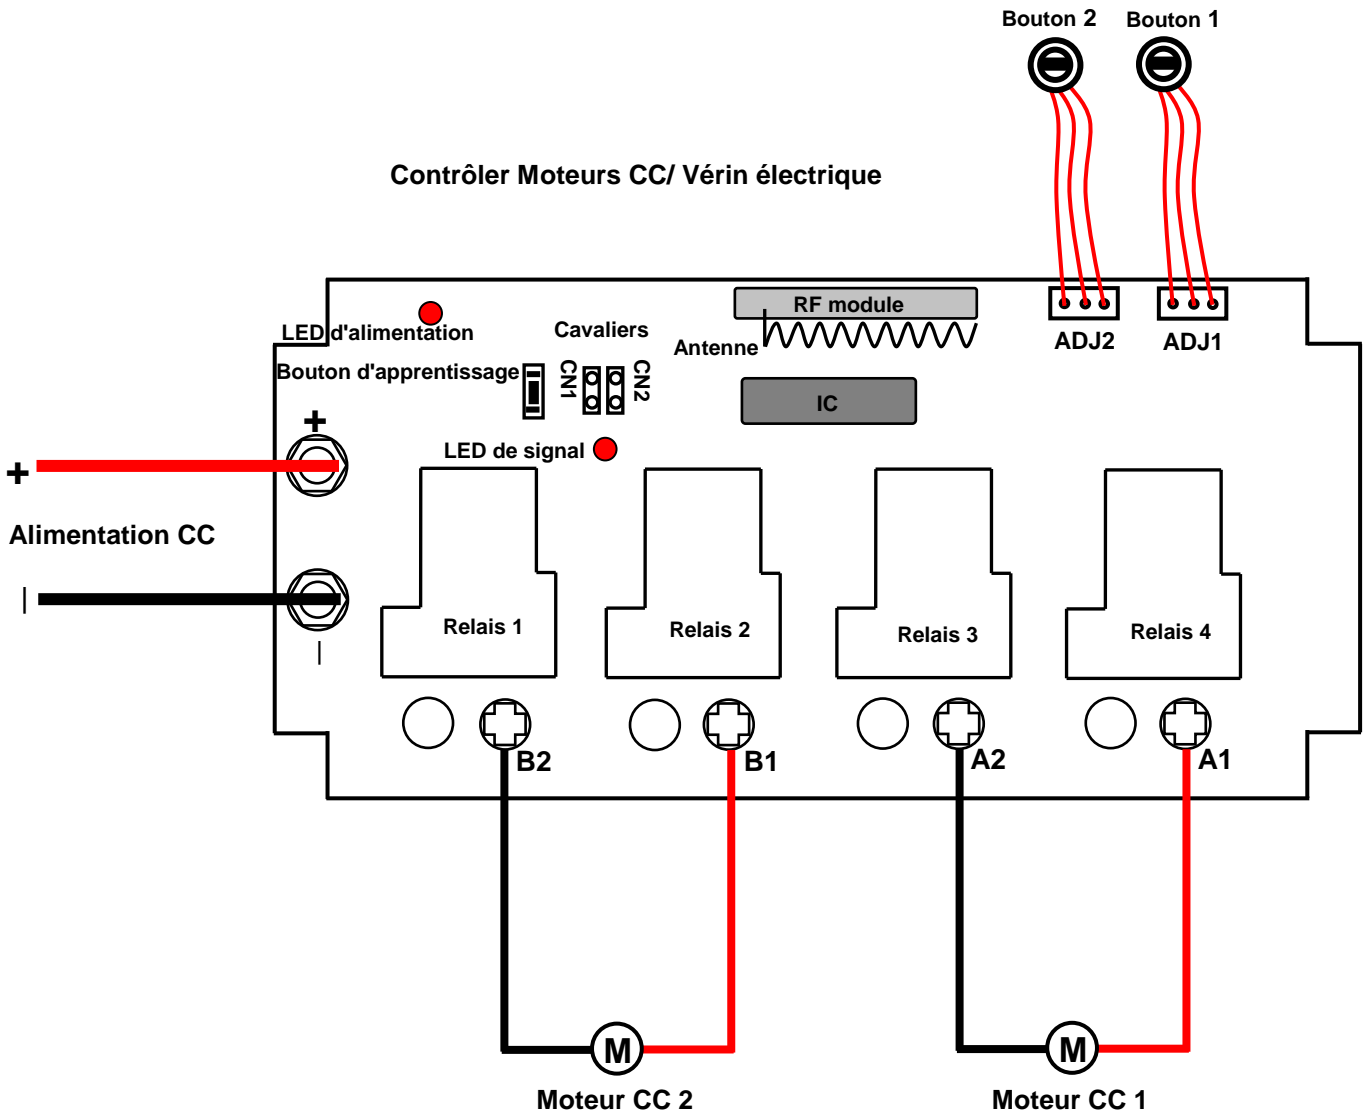 Bouton 2
Bouton 1
Contrôler Moteurs CC/ Vérin électrique
RF module
LED d'alimentation
Cavaliers
Antenne
ADJ2
ADJ1
Bouton d'apprentissage
CN1
CN2
IC
+
LED de signal
+
Alimentation CC
—
—
Relais 1
Relais 2
Relais 3
Relais 4
B2
B1
A2
A1
M
M
Moteur CC 2
Moteur CC 1